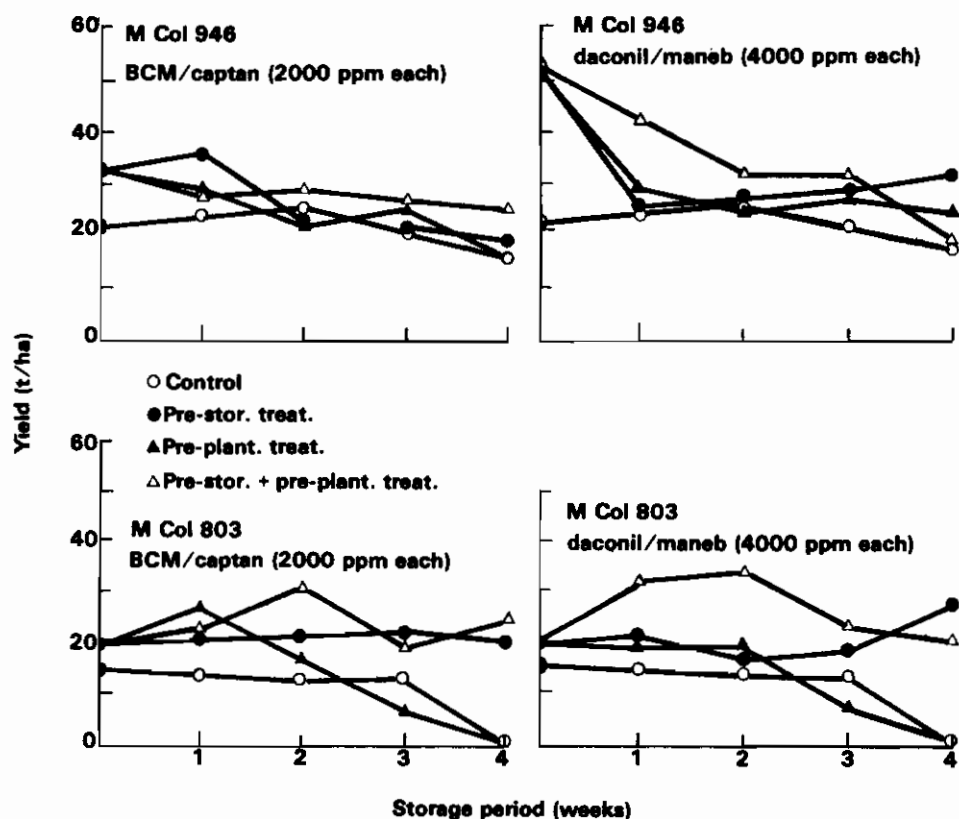 60
40
20
0
M Col 946
BCM/captan (2000 ppm each)
M Col 946
daconil/maneb (4000 ppm each)
Yield (t/ha)
○ Control
● Pre-stor. treat.
▲ Pre-plant. treat.
△ Pre-stor. + pre-plant. treat.
60
40
20
0
M Col 803
BCM/captan (2000 ppm each)
M Col 803
daconil/maneb (4000 ppm each)
1 2 3 4
1 2 3 4
Storage period (weeks)